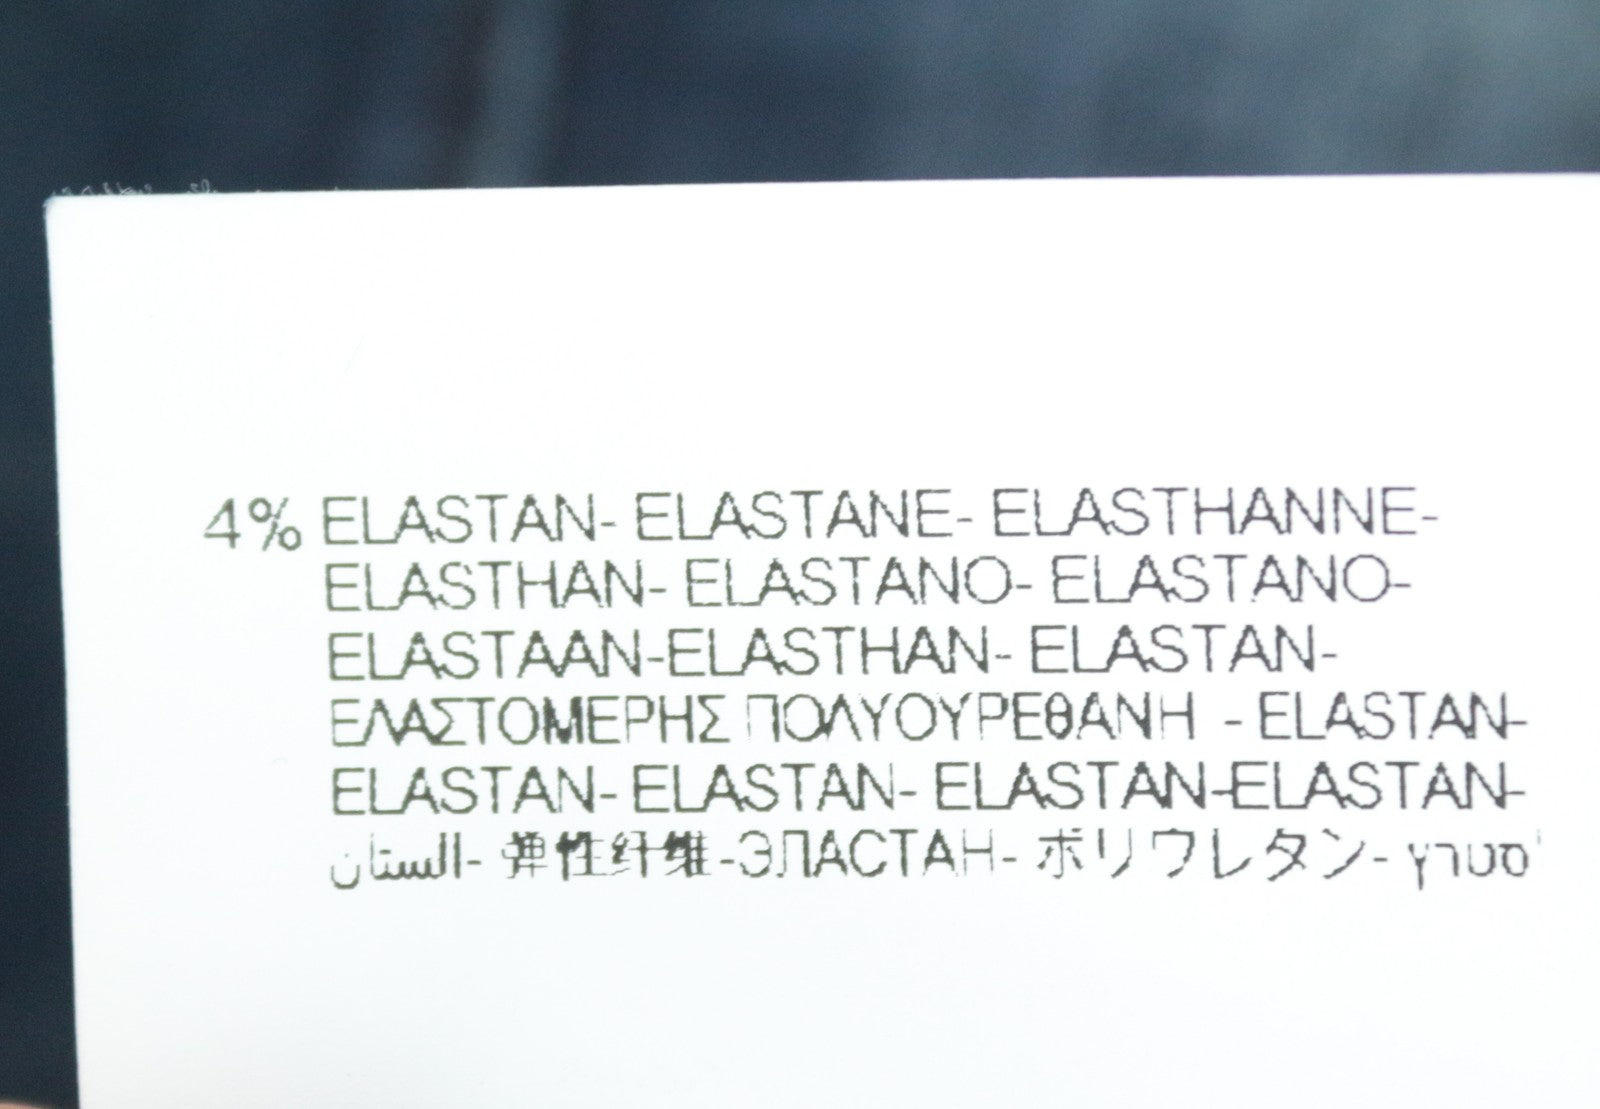 4% ELASTAN- ELASTANE- ELASTHANNE-
ELASTHAN- ELASTANO- ELASTANO-
ELASTAAN-ELASTHAN- ELASTAN-
ΕΛΑΣΤΟΜΕΡΗΣ ΠΟΛΥΟΥΡΕΘΑΝΗ - ELASTAN-
ELASTAN- ELASTAN- ELASTAN-ELASTAN-
الستان- 弹性纤维-ЭЛАСТАН- ポリウレタン- סטרץ'